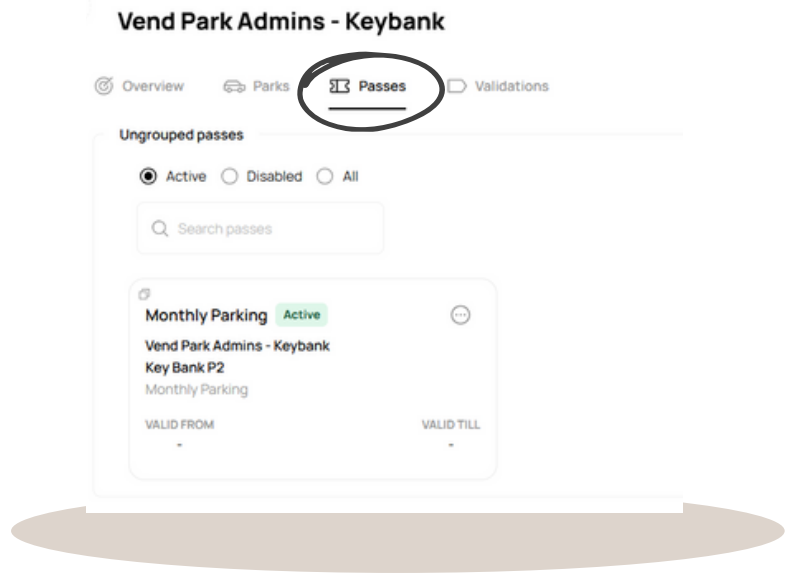 Vend Park Admins - Keybank
Overview Parks Passes Validations
Ungrouped passes
Active Disabled All
Search passes
Monthly Parking Active
Vend Park Admins - Keybank
Key Bank P2
Monthly Parking
VALID FROM VALID TILL
- -